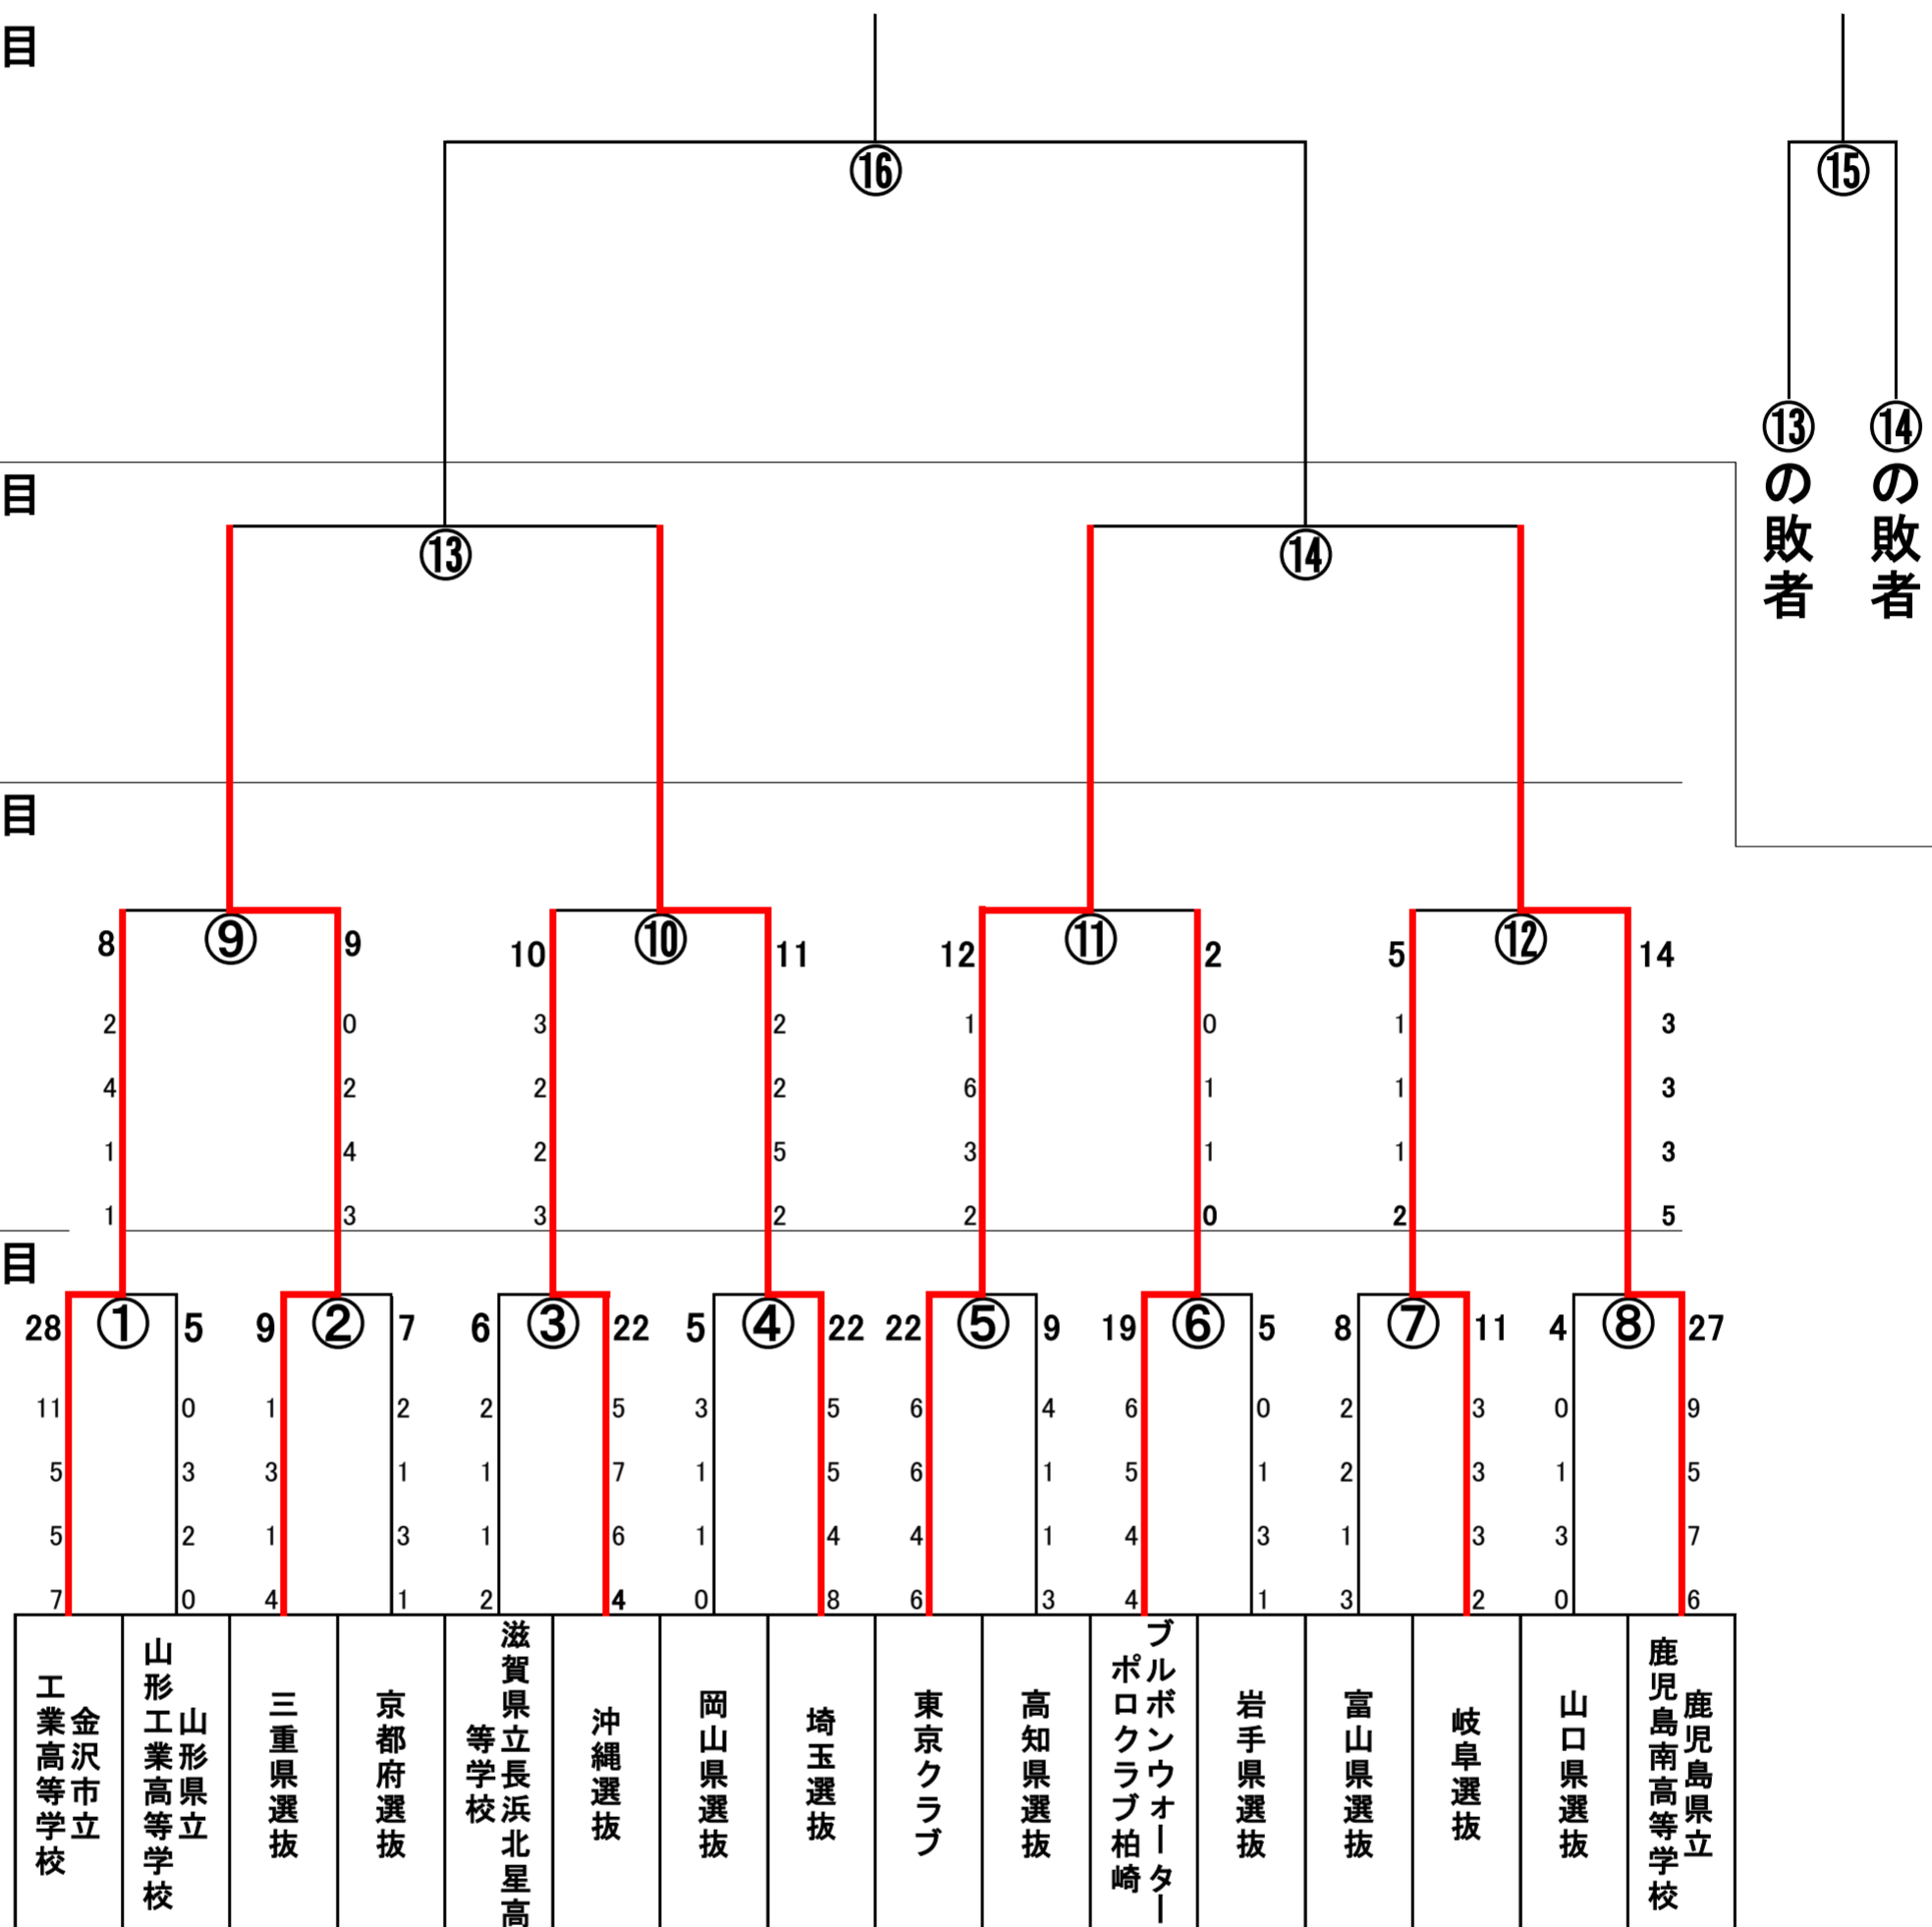 目
⑯
⑮
⑬の敗者
⑭の敗者
目
⑬
⑭
目
8 ⑨ 9 10 ⑩ 11 12 ⑪ 2 5 ⑫ 14
2 0 3 2 1 0 1 3
4 2 2 2 6 1 1 3
1 4 2 5 3 1 1 3
1 3 3 2 2 0 2 5
目
28 ① 5 9 ② 7 6 ③ 22 5 ④ 22 22 ⑤ 9 19 ⑥ 5 8 ⑦ 11 4 ⑧ 27
11 0 1 2 2 5 3 5 6 4 6 0 2 3 0 9
5 3 3 1 1 7 1 5 6 1 5 1 2 3 1 5
5 2 1 3 1 6 1 4 4 1 4 3 1 3 3 7
7 0 4 1 2 4 0 8 6 3 4 1 3 2 0 6
金沢市立
工業高等学校
山形県立
山形工業高等学校
三重県選抜
京都府選抜
滋賀県立長浜北星高
等学校
沖縄選抜
岡山県選抜
埼玉選抜
東京クラブ
高知県選抜
ブルボンウォーター
ポロクラブ柏崎
岩手県選抜
富山県選抜
岐阜選抜
山口県選抜
鹿児島県立
鹿児島南高等学校